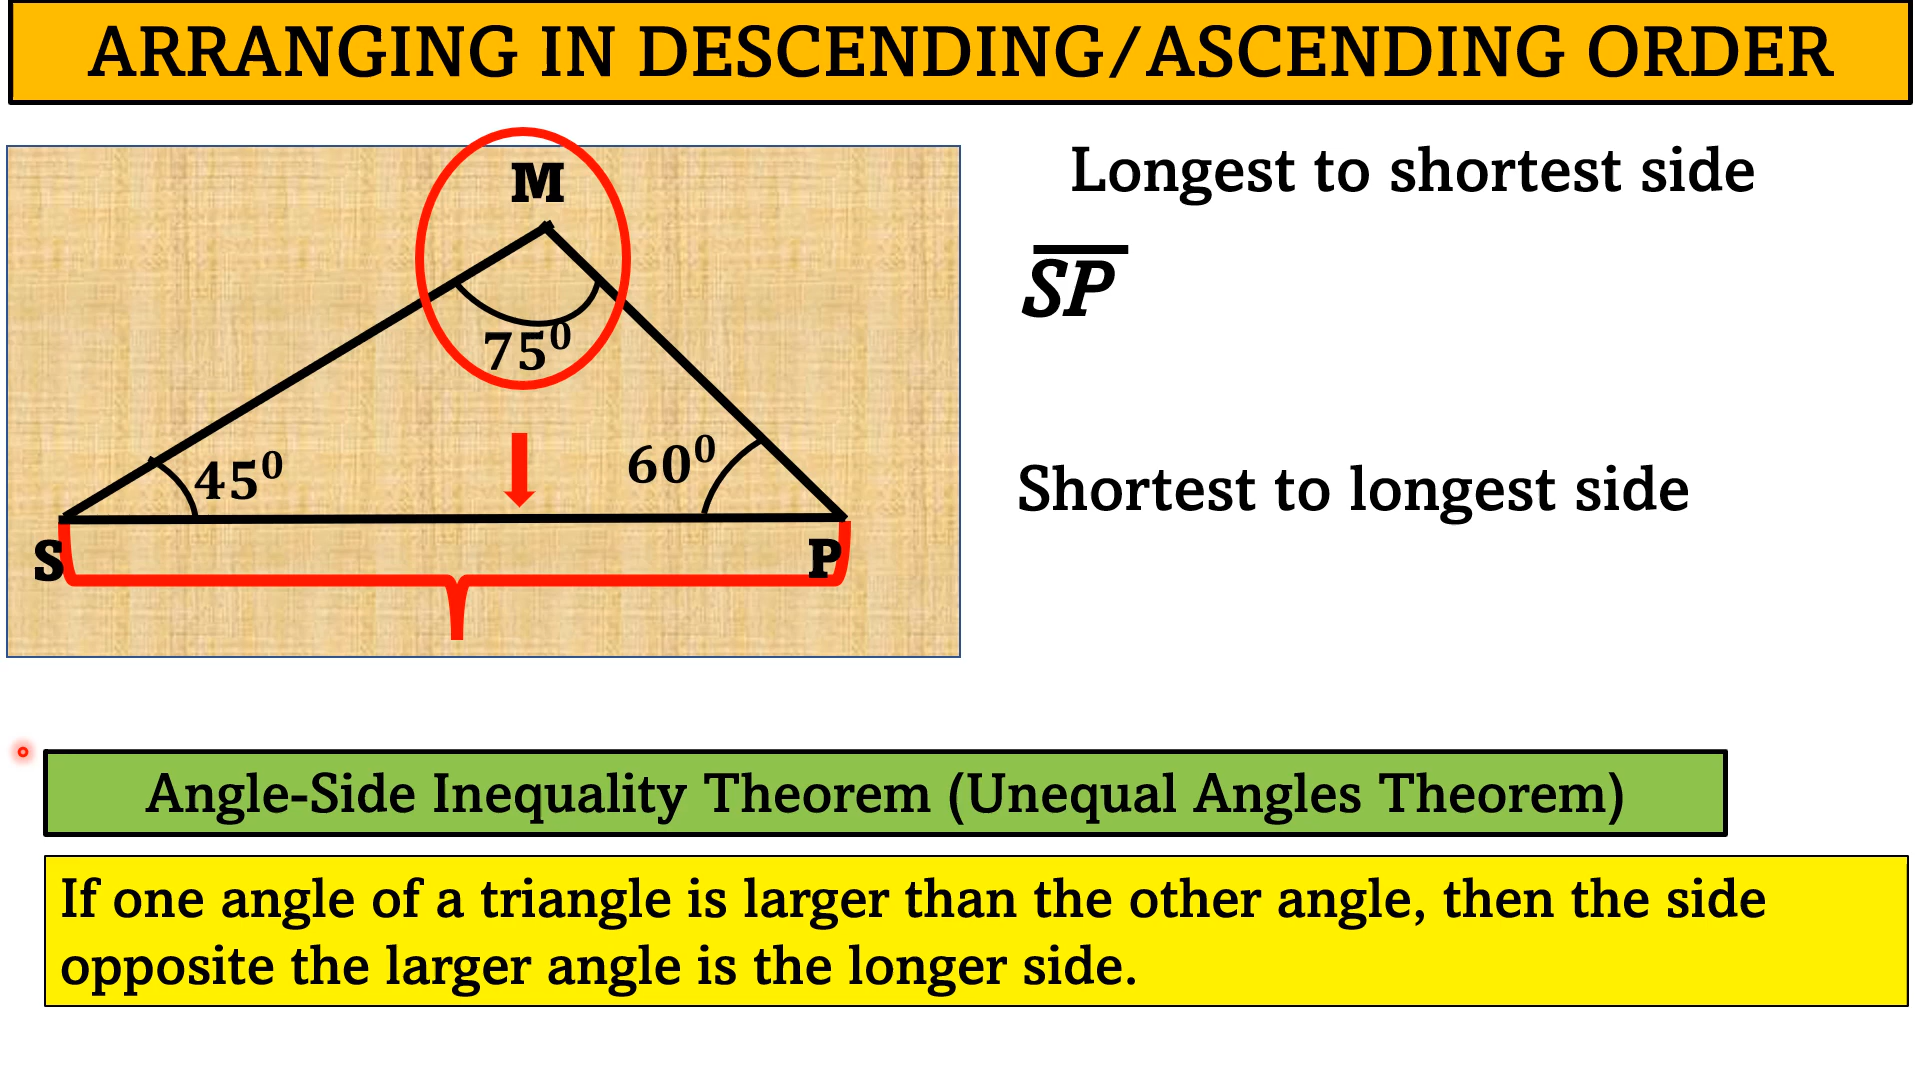 ARRANGING IN DESCENDING/ASCENDING ORDER
M
75⁰
45⁰
60⁰
S
P
Longest to shortest side
S̅P̅
Shortest to longest side
Angle-Side Inequality Theorem (Unequal Angles Theorem)
If one angle of a triangle is larger than the other angle, then the side
opposite the larger angle is the longer side.